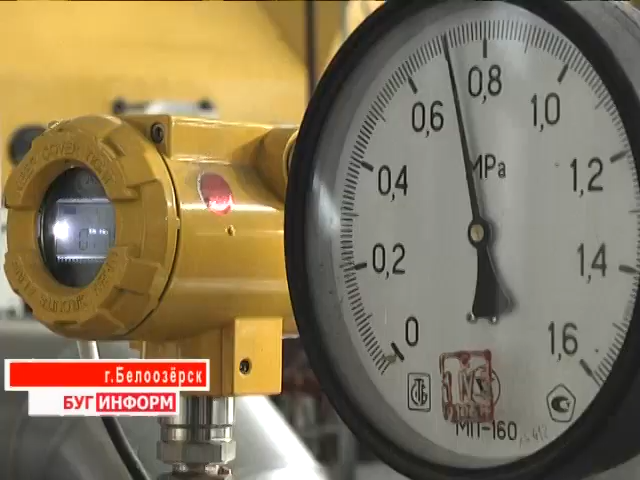 0,8
0,6
1,0
MPa
0,4
1,2
0,2
1,4
0
1,6
МП-160
г.Белоозёрск
БУГ ИНФОРМ